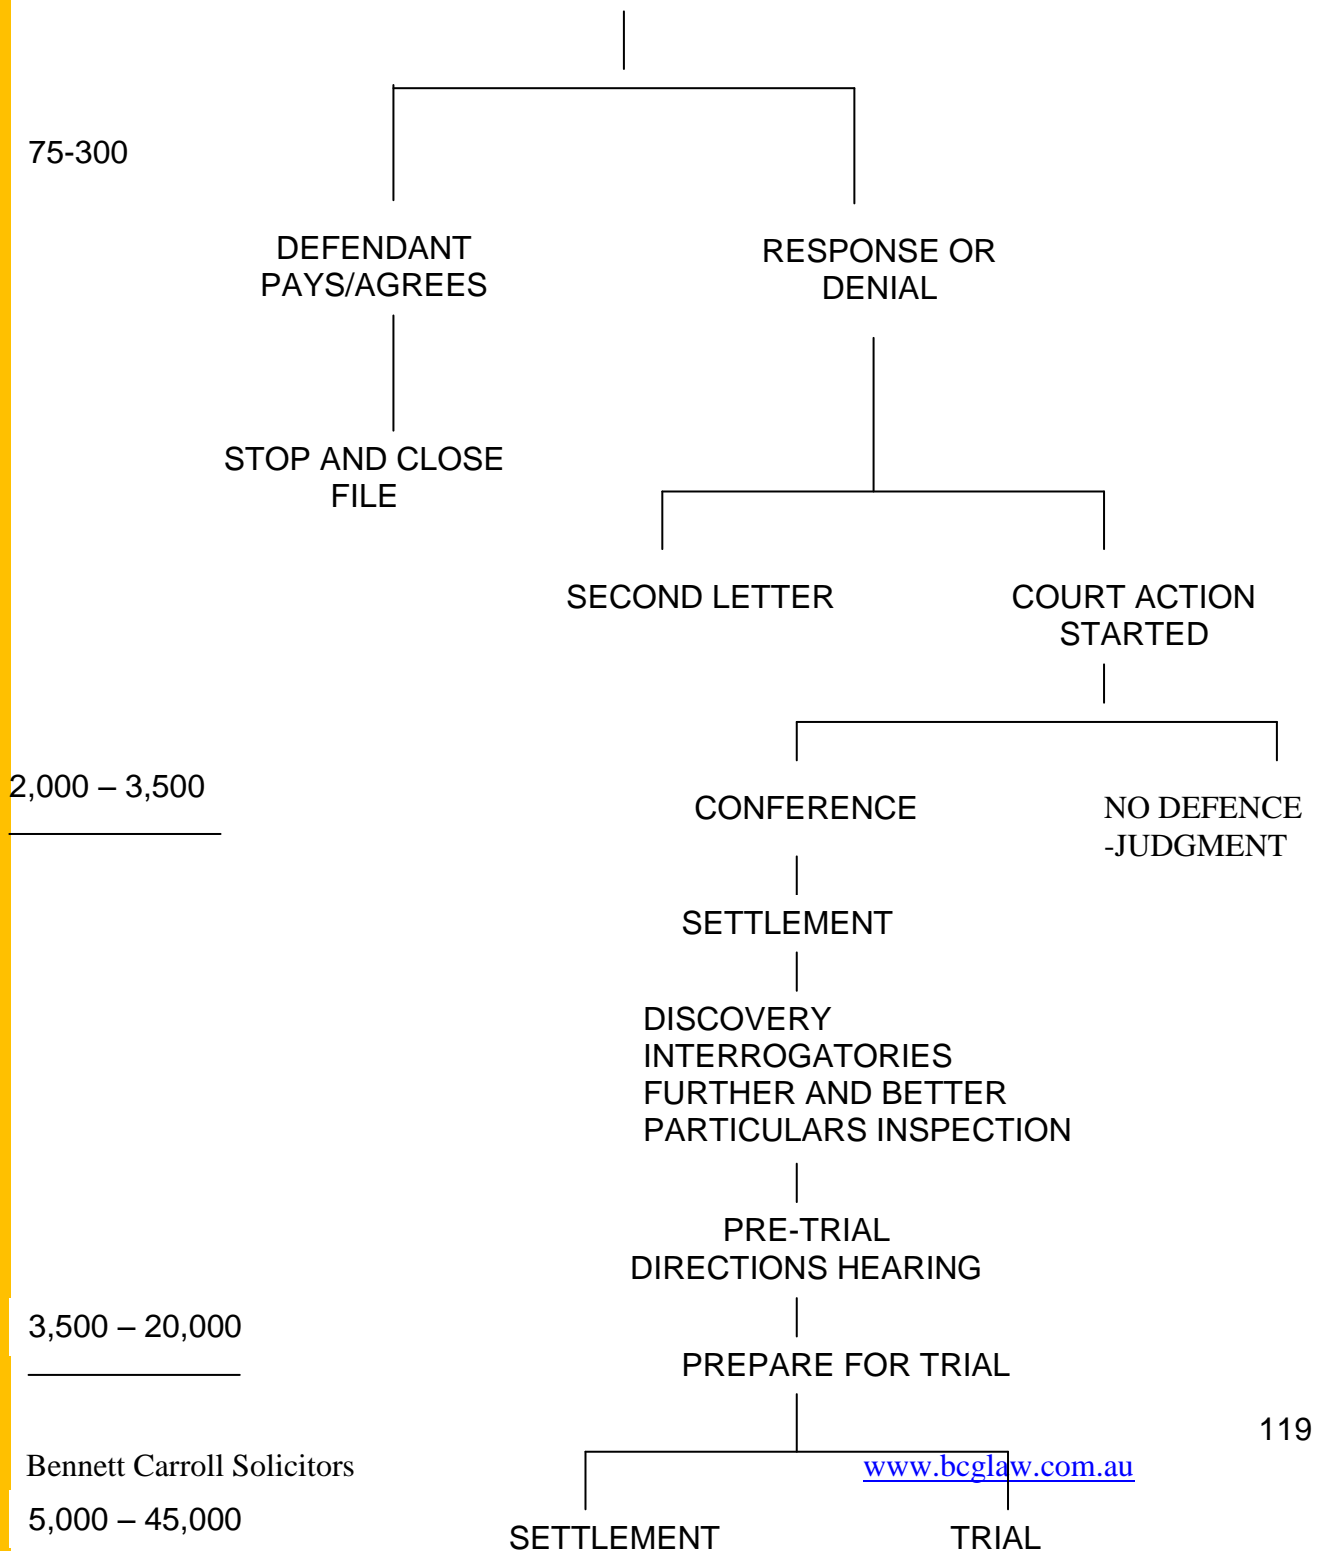 75-300
DEFENDANT
PAYS/AGREES
RESPONSE OR
DENIAL
STOP AND CLOSE
FILE
SECOND LETTER
COURT ACTION
STARTED
2,000 – 3,500
CONFERENCE
NO DEFENCE
-JUDGMENT
SETTLEMENT
DISCOVERY
INTERROGATORIES
FURTHER AND BETTER
PARTICULARS INSPECTION
PRE-TRIAL
DIRECTIONS HEARING
3,500 – 20,000
PREPARE FOR TRIAL
119
Bennett Carroll Solicitors
www.bcglaw.com.au
5,000 – 45,000
SETTLEMENT
TRIAL